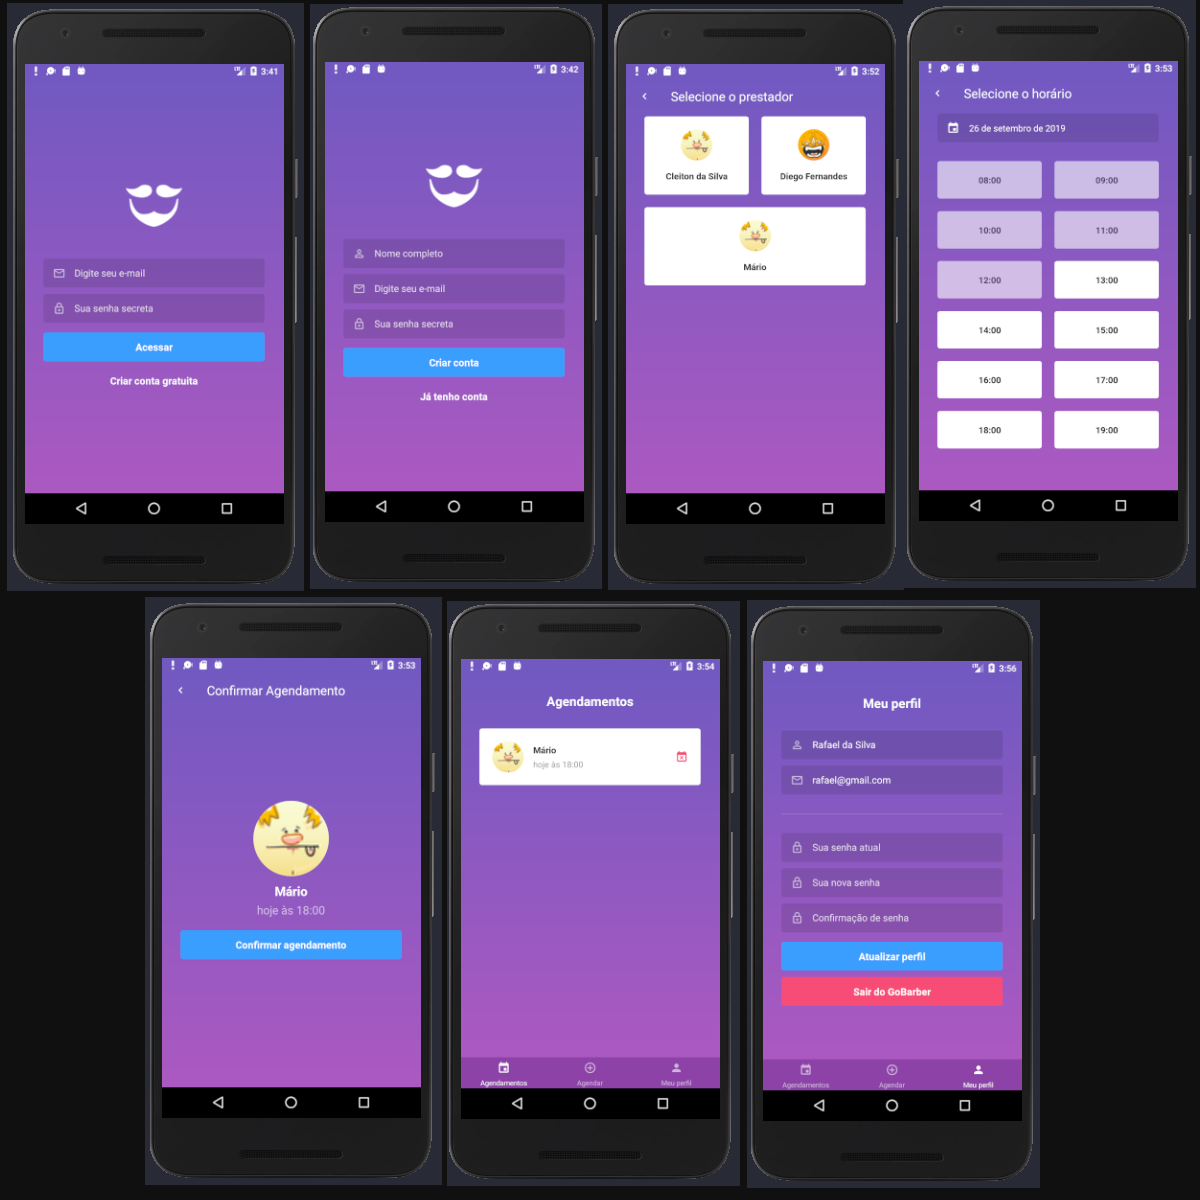 3:41
Digite seu e-mail
Sua senha secreta
Acessar
Criar conta gratuita
3:42
Nome completo
Digite seu e-mail
Sua senha secreta
Criar conta
Já tenho conta
3:52
Selecione o prestador
Cleiton da Silva
Diego Fernandes
Mário
3:53
Selecione o horário
26 de setembro de 2019
08:00
09:00
10:00
11:00
12:00
13:00
14:00
15:00
16:00
17:00
18:00
19:00
3:53
Confirmar Agendamento
Mário
hoje às 18:00
Confirmar agendamento
3:54
Agendamentos
Mário
hoje às 18:00
Agendamentos
Agendar
Meu perfil
3:56
Meu perfil
Rafael da Silva
rafael@gmail.com
Sua senha atual
Sua nova senha
Confirmação de senha
Atualizar perfil
Sair do GoBarber
Agendamentos
Agendar
Meu perfil